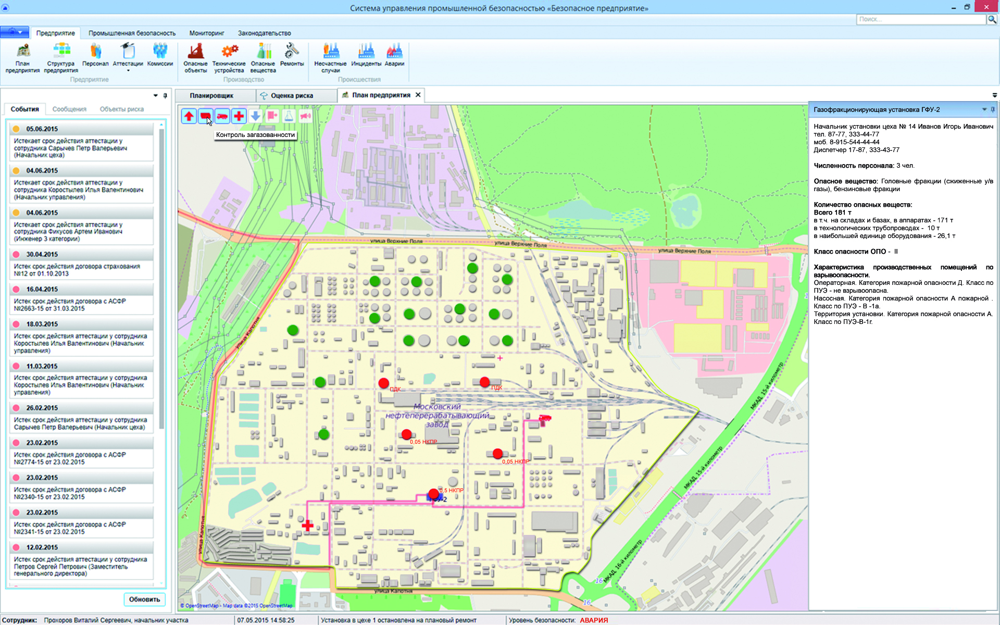 Система управления промышленной безопасностью «Безопасное предприятие»
Поиск...
Предприятие
Промышленная безопасность
Мониторинг
Законодательство
План предприятия
Структура предприятия
Персонал
Аттестации
Комиссии
Опасные объекты
Технические устройства
Опасные вещества
Ремонты
Несчастные случаи
Инциденты
Аварии
Предприятие
Производство
Происшествия
События
Сообщения
Объекты риска
05.06.2015
Истекает срок действия аттестации у
сотрудника Сарычев Петр Валерьевич
(Начальник цеха)
04.06.2015
Истекает срок действия аттестации у
сотрудника Коростылев Илья Валентинович
(Начальник управления)
04.06.2015
Истекает срок действия аттестации у
сотрудника Фикусов Артем Иванович
(Инженер 3 категории)
30.04.2015
Истек срок действия договора страхования
№12 от 01.10.2013
16.04.2015
Истек срок действия договора с АСФР
№2663-15 от 31.03.2015
18.03.2015
Истек срок действия аттестации у сотрудника
Коростылев Илья Валентинович (Начальник
управления)
11.03.2015
Истек срок действия аттестации у сотрудника
Коростылев Илья Валентинович (Начальник
управления)
26.02.2015
Истек срок действия аттестации у сотрудника
Сарычев Петр Валерьевич (Начальник цеха)
23.02.2015
Истек срок действия договора с АСФР
№2774-15 от 23.02.2015
23.02.2015
Истек срок действия договора с АСФР
№2340-15 от 23.02.2015
23.02.2015
Истек срок действия договора с АСФР
№2341-15 от 23.02.2015
12.02.2015
Истек срок действия аттестации у сотрудника
Петров Сергей Петрович (Заместитель
генерального директора)
Обновить
Планировщик
Оценка риска
План предприятия
Контроль загазованности
улица Верхние Поля
улица Верхние Поля
улица Верхние Поля
улица Капотня
ПДК
ПДК
Московский
нефтеперерабатывающий
завод
0,05 НКПР
0,05 НКПР
0,5 НКПР
ГФУ-2
улица Капотня
улица Капотня
МКАД, 15-й километр
МКАД, 15-й километр
МКАД, 16-й километр
16
16
© OpenStreetMap - Map data ©2015 OpenStreetMap
Газофракционирующая установка ГФУ-2
Начальник установки цеха № 14 Иванов Игорь Иванович
тел. 87-77, 333-44-77
моб. 8-915-544-44-44
Диспетчер 17-87, 333-43-77
Численность персонала: 3 чел.
Опасное вещество: Головные фракции (сжиженные у/в
газы), бензиновые фракции
Количество опасных веществ:
Всего 181 т
в т.ч. на складах и базах, в аппаратах - 171 т
в технологических трубопроводах - 10 т
в наибольшей единице оборудования - 26,1 т
Класс опасности ОПО - II
Характеристика производственных помещений по
взрывоопасности.
Операторная. Категория пожарной опасности Д. Класс по
ПУЭ - не взрывоопасна.
Насосная. Категория пожарной опасности А пожарной .
Класс по ПУЭ - В -1а.
Территория установки. Категория пожарной опасности А.
Класс по ПУЭ-В-1г.
Сотрудник: Прохоров Виталий Сергеевич, начальник участка
07.05.2015 14:58:25
Установка в цехе 1 остановлена на плановый ремонт
Уровень безопасности: АВАРИЯ